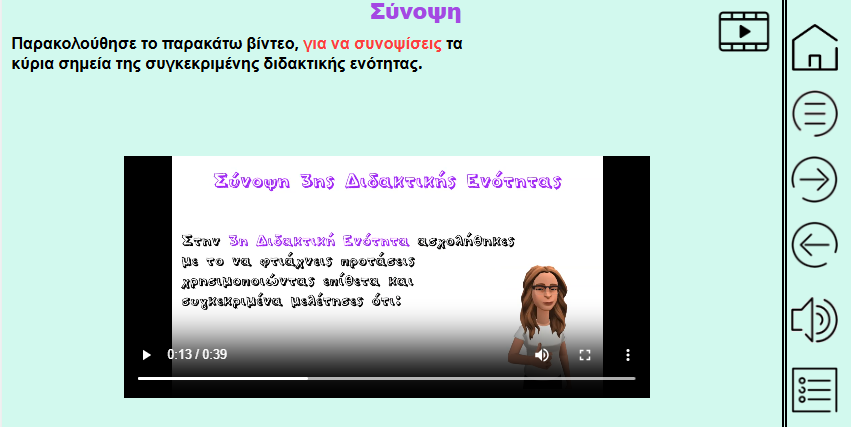 Σύνοψη
Παρακολούθησε το παρακάτω βίντεο, για να συνοψίσεις τα
κύρια σημεία της συγκεκριμένης διδακτικής ενότητας.
Σύνοψη 3ης Διδακτικής Ενότητας
Στην 3η Διδακτική Ενότητα ασχολήθηκες
με το να φτιάχνεις προτάσεις
χρησιμοποιώντας επίθετα και
συγκεκριμένα μελέτησες ότι:
0:13 / 0:39